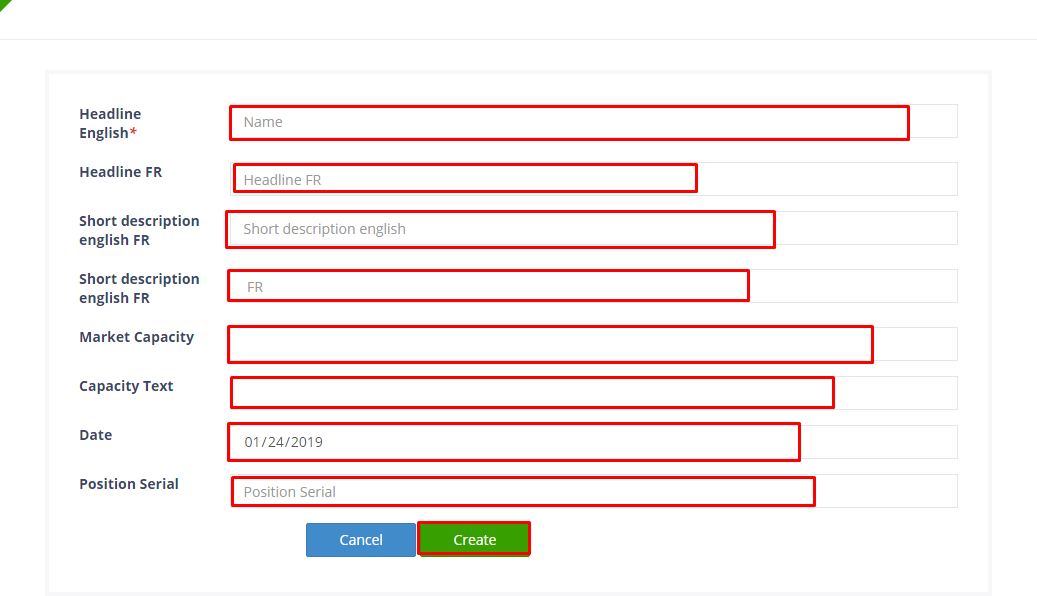 Headline
English*
Name
Headline FR
Headline FR
Short description
english FR
Short description english
Short description
english FR
FR
Market Capacity
Capacity Text
Date
01/24/2019
Position Serial
Position Serial
Cancel
Create